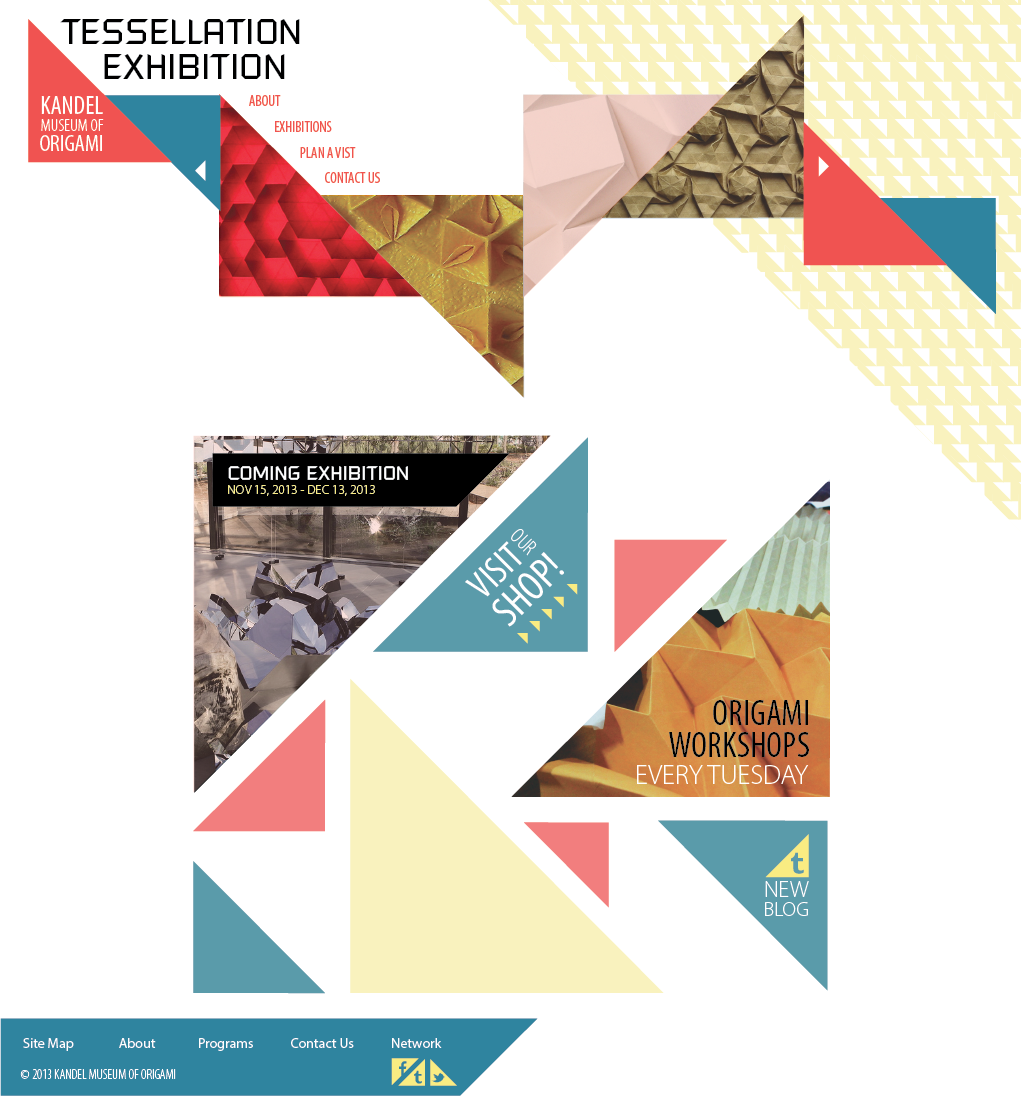 TESSELLATION
EXHIBITION
KANDEL
MUSEUM OF
ORIGAMI
ABOUT
EXHIBITIONS
PLAN A VIST
CONTACT US
COMING EXHIBITION
NOV 15, 2013 - DEC 13, 2013
OUR
VISIT
SHOP!
ORIGAMI
WORKSHOPS
EVERY TUESDAY
t
NEW
BLOG
Site Map About Programs Contact Us Network
© 2013 KANDEL MUSEUM OF ORIGAMI
f t